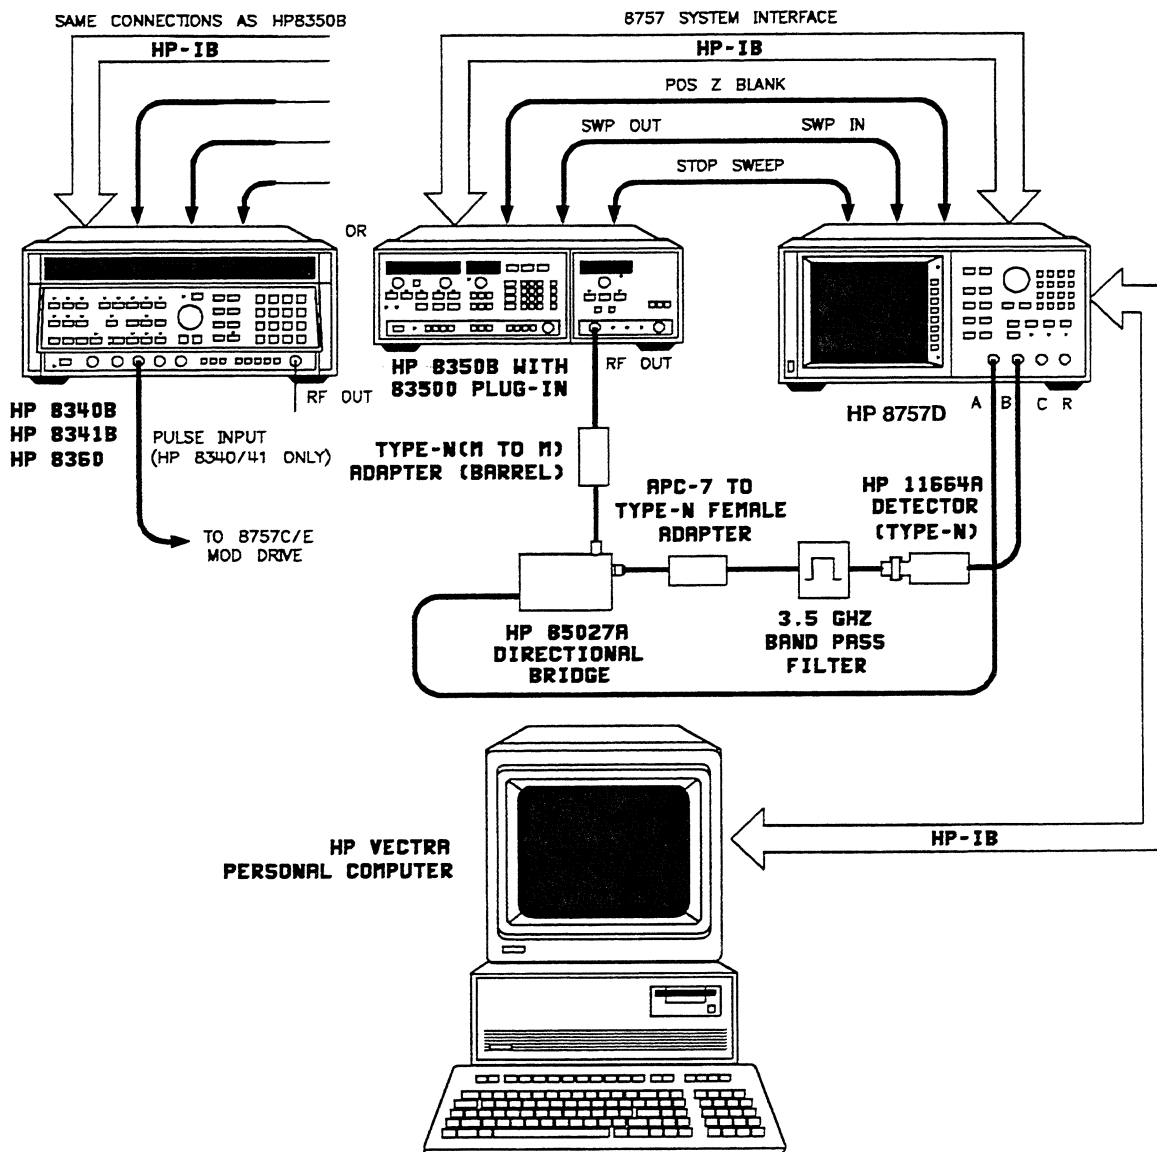 SAME CONNECTIONS AS HP8350B
HP-IB
8757 SYSTEM INTERFACE
HP-IB
POS Z BLANK
SWP OUT
SWP IN
STOP SWEEP
OR
HP 8340B
HP 8341B
HP 8360
RF OUT
PULSE INPUT
(HP 8340/41 ONLY)
TO 8757C/E
MOD DRIVE
HP 8350B WITH
83500 PLUG-IN
RF OUT
HP 8757D
A B C R
TYPE-N(M TO M)
ADAPTER (BARREL)
APC-7 TO
TYPE-N FEMALE
ADAPTER
HP 11664A
DETECTOR
(TYPE-N)
HP 85027A
DIRECTIONAL
BRIDGE
3.5 GHZ
BAND PASS
FILTER
HP VECTRA
PERSONAL COMPUTER
HP-IB